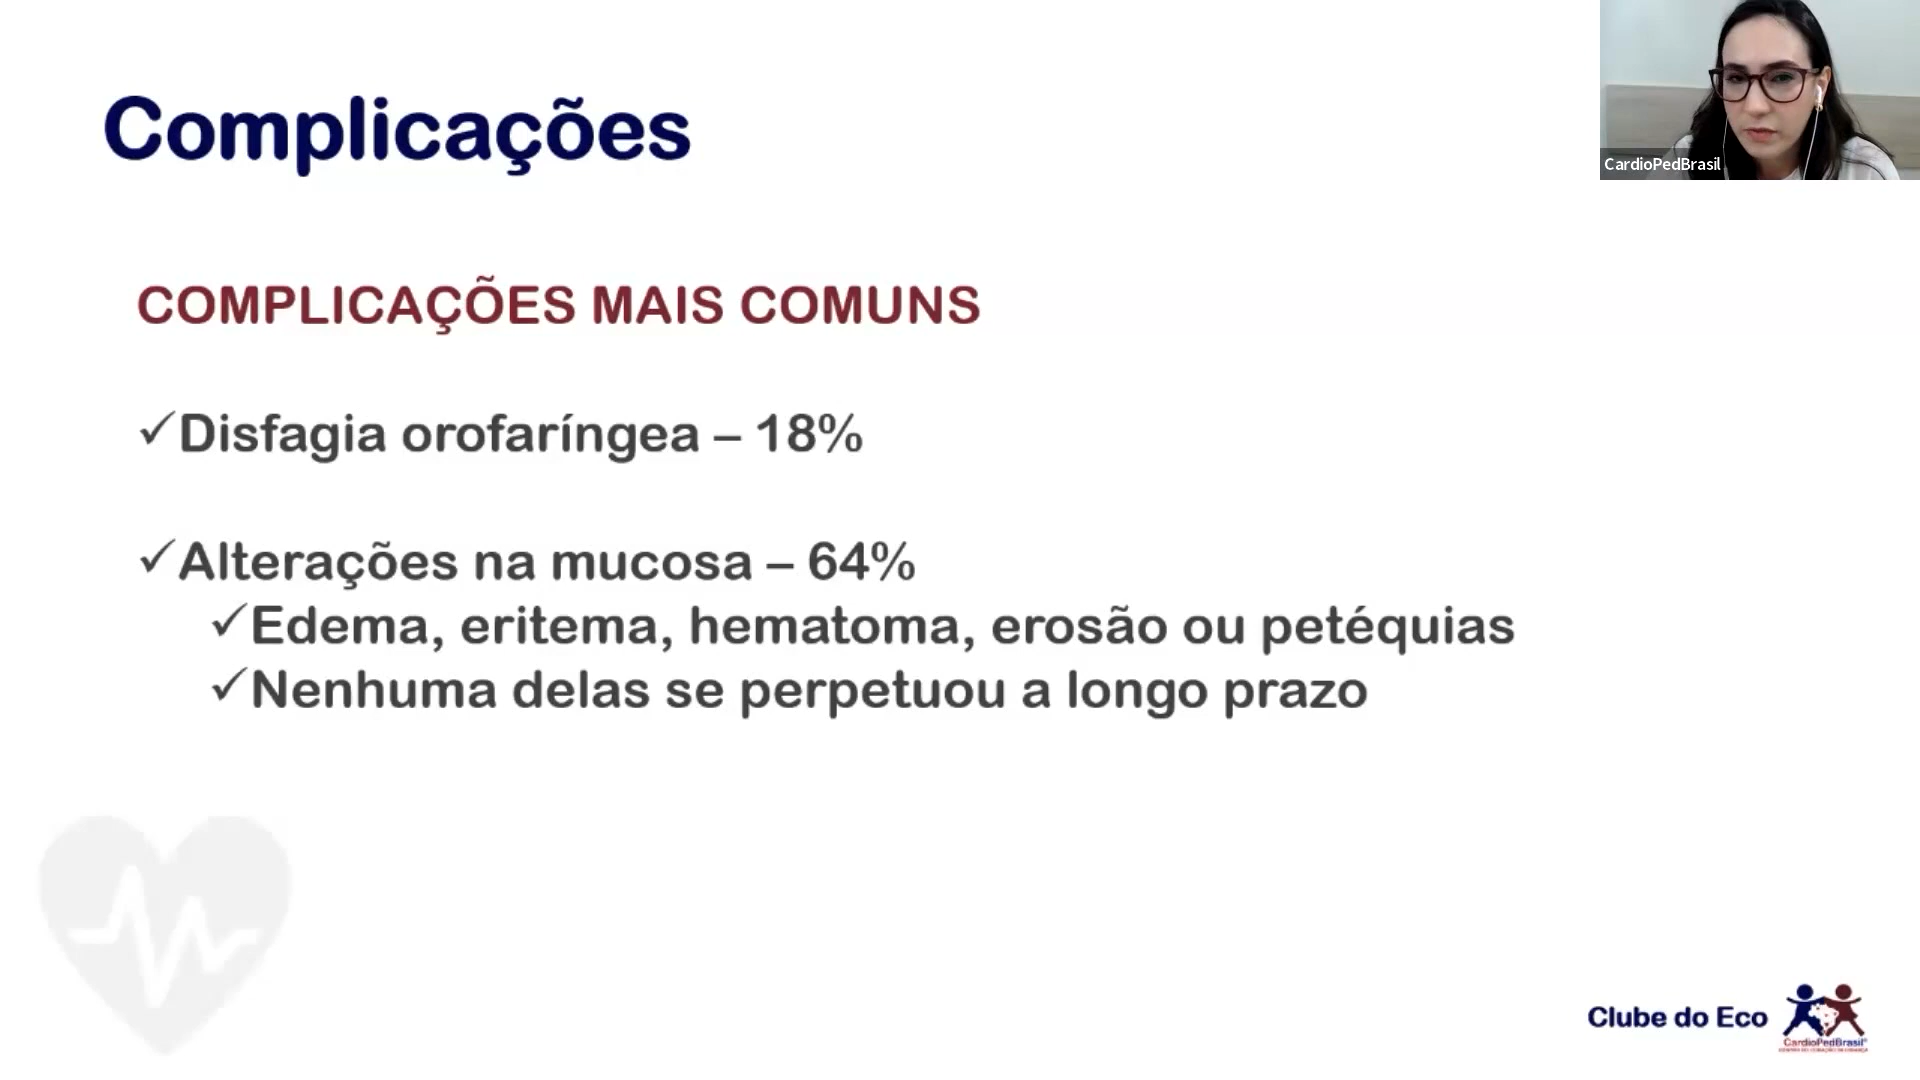 Complicações
CardioPedBrasil
COMPLICAÇÕES MAIS COMUNS
✓Disfagia orofaríngea – 18%
✓Alterações na mucosa – 64%
✓Edema, eritema, hematoma, erosão ou petéquias
✓Nenhuma delas se perpetuou a longo prazo
Clube do Eco
CardioPedBrasil®